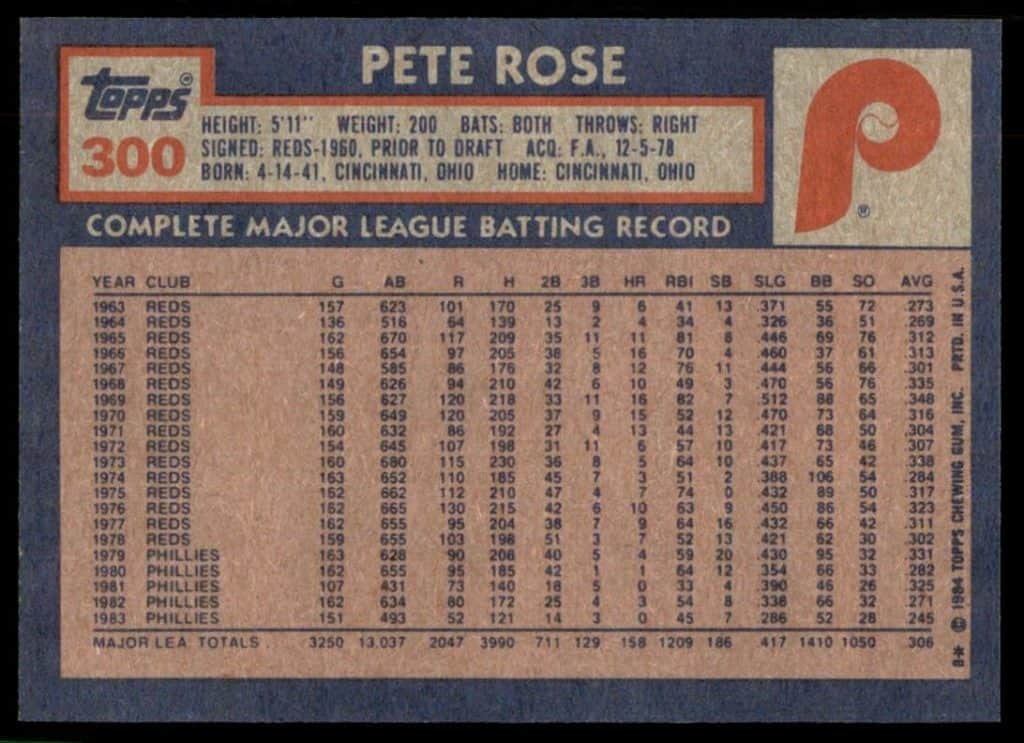 PETE ROSE
Topps®
300
HEIGHT: 5'11" WEIGHT: 200 BATS: BOTH THROWS: RIGHT
SIGNED: REDS-1960, PRIOR TO DRAFT ACQ: F.A., 12-5-78
BORN: 4-14-41, CINCINNATI, OHIO HOME: CINCINNATI, OHIO
P
®
COMPLETE MAJOR LEAGUE BATTING RECORD
YEAR CLUB G AB R H 2B 3B HR RBI SB SLG BB SO AVG
1963 REDS 157 623 101 170 25 9 6 41 13 .371 55 72 .273
1964 REDS 136 516 64 139 13 2 4 34 4 .326 36 51 .269
1965 REDS 162 670 117 209 35 11 11 81 8 .446 69 76 .312
1966 REDS 156 654 97 205 38 5 16 70 4 .460 37 61 .313
1967 REDS 148 585 86 176 32 8 12 76 11 .444 56 66 .301
1968 REDS 149 626 94 210 42 6 10 49 3 .470 56 76 .335
1969 REDS 156 627 120 218 33 11 16 82 7 .512 88 65 .348
1970 REDS 159 649 120 205 37 9 15 52 12 .470 73 64 .316
1971 REDS 160 632 86 192 27 4 13 44 13 .421 68 50 .304
1972 REDS 154 645 107 198 31 11 6 57 10 .417 73 46 .307
1973 REDS 160 680 115 230 36 8 5 64 10 .437 65 42 .338
1974 REDS 163 652 110 185 45 7 3 51 2 .388 106 54 .284
1975 REDS 162 662 112 210 47 4 7 74 0 .432 89 50 .317
1976 REDS 162 665 130 215 42 6 10 63 9 .450 86 54 .323
1977 REDS 162 655 95 204 38 7 9 64 16 .432 66 42 .311
1978 REDS 159 655 103 198 51 3 7 52 13 .421 62 30 .302
1979 PHILLIES 163 628 90 208 40 5 4 59 20 .430 95 32 .331
1980 PHILLIES 162 655 95 185 42 1 1 64 12 .354 66 33 .282
1981 PHILLIES 107 431 73 140 18 5 0 33 4 .390 46 26 .325
1982 PHILLIES 162 634 80 172 25 4 3 54 8 .338 66 32 .271
1983 PHILLIES 151 493 52 121 14 3 0 45 7 .286 52 28 .245
MAJOR LEA TOTALS . 3250 13,037 2047 3990 711 129 158 1209 186 .417 1410 1050 306
B* © 1984 TOPPS CHEWING GUM, INC. PRTD. IN U.S.A.